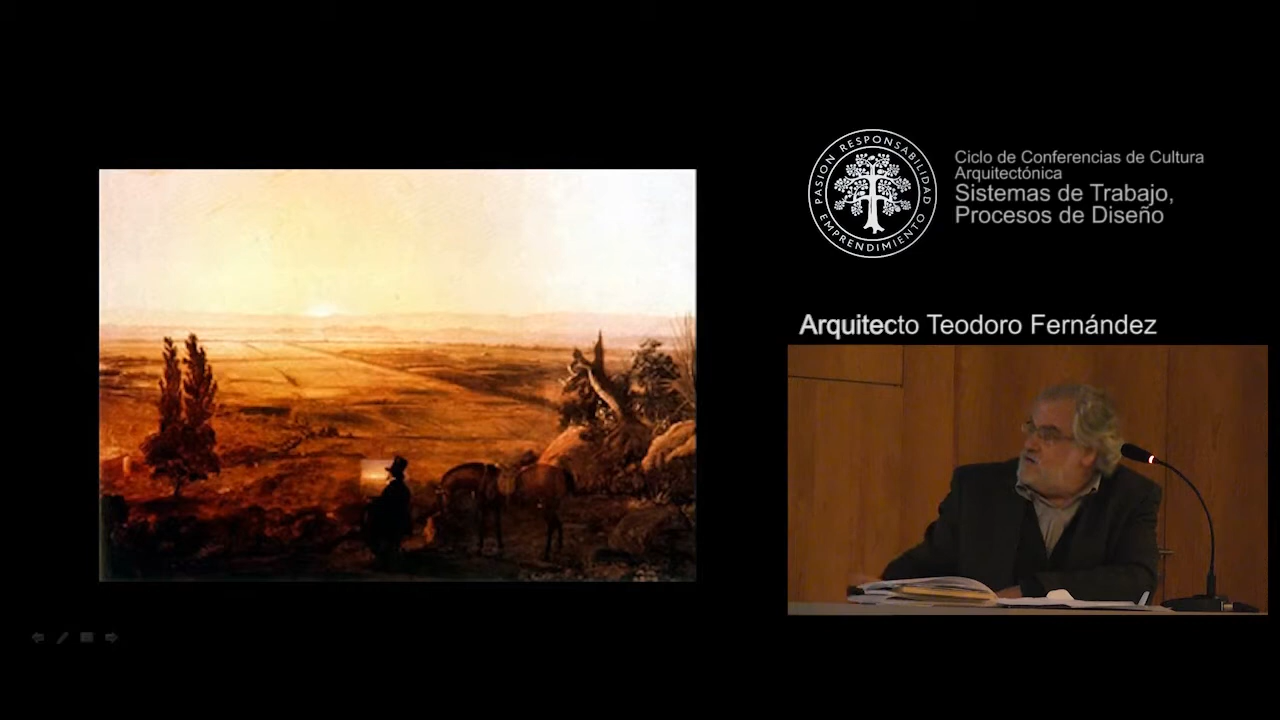 PASION RESPONSABILIDAD
EMPRENDIMIENTO
Ciclo de Conferencias de Cultura
Arquitectónica
Sistemas de Trabajo,
Procesos de Diseño
Arquitecto Teodoro Fernández